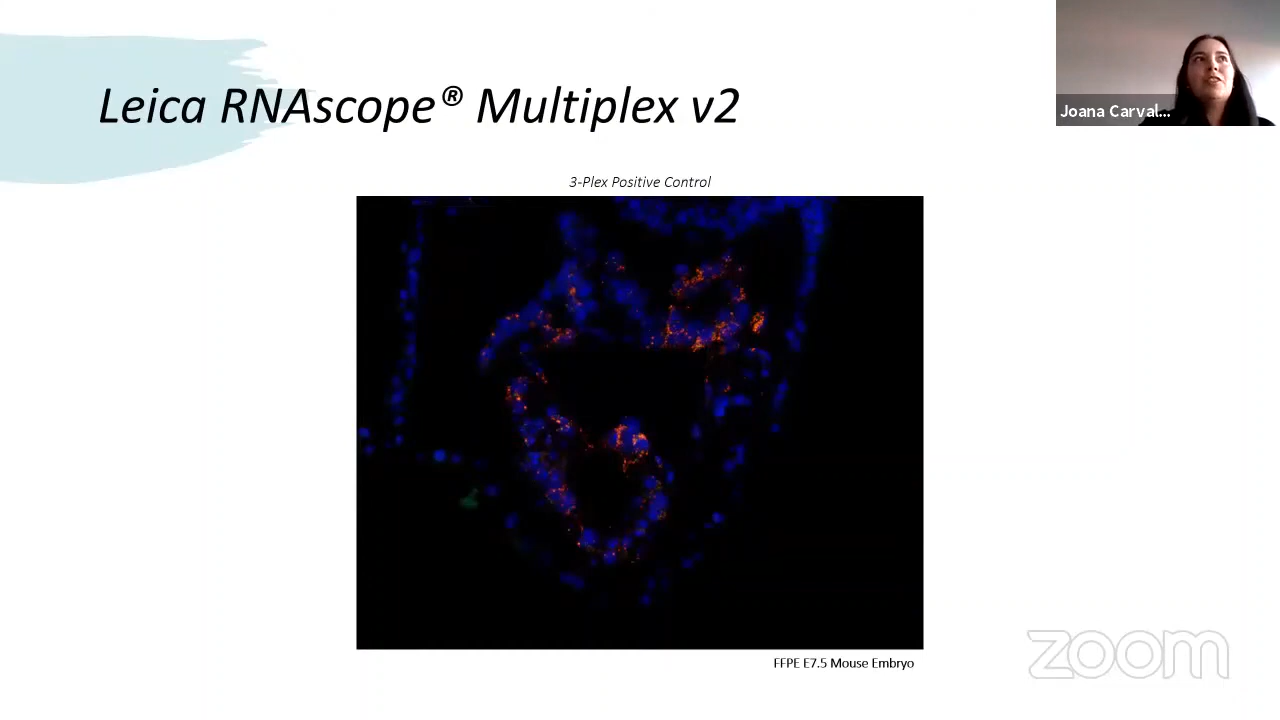 Leica RNAscope® Multiplex v2
Joana Carval...
3-Plex Positive Control
FFPE E7.5 Mouse Embryo
zoom